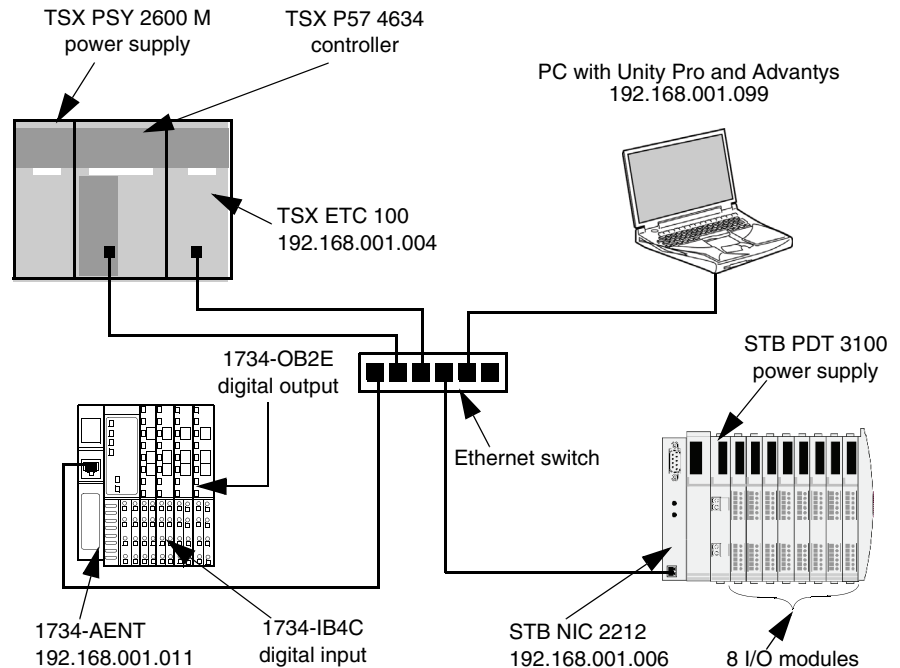 TSX PSY 2600 M
power supply
TSX P57 4634
controller
PC with Unity Pro and Advantys
192.168.001.099
TSX ETC 100
192.168.001.004
1734-OB2E
digital output
STB PDT 3100
power supply
Ethernet switch
1734-AENT
192.168.001.011
1734-IB4C
digital input
STB NIC 2212
192.168.001.006
8 I/O modules